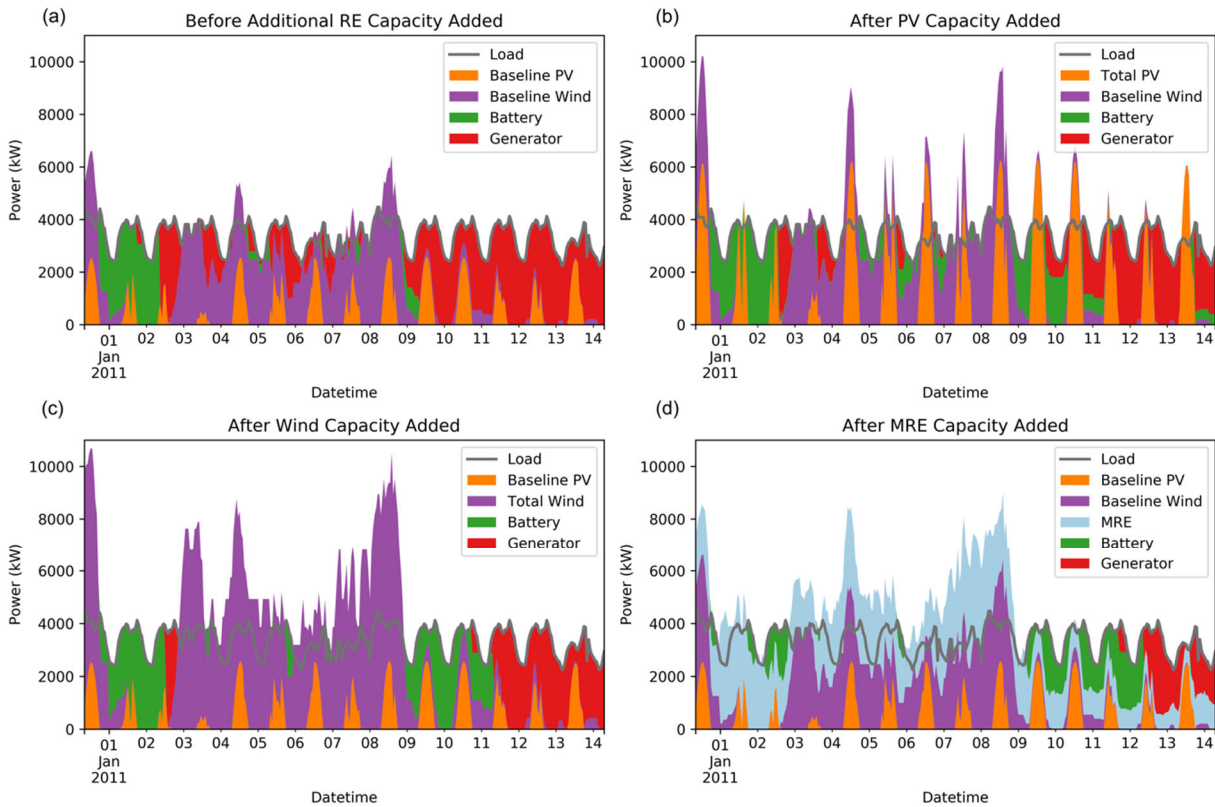 (a)
Before Additional RE Capacity Added
Power (kW)
10000
8000
6000
4000
2000
0
Load
Baseline PV
Baseline Wind
Battery
Generator
01 02 03 04 05 06 07 08 09 10 11 12 13 14
Jan
2011
Datetime
(b)
After PV Capacity Added
Power (kW)
10000
8000
6000
4000
2000
0
Load
Total PV
Baseline Wind
Battery
Generator
01 02 03 04 05 06 07 08 09 10 11 12 13 14
Jan
2011
Datetime
(c)
After Wind Capacity Added
Power (kW)
10000
8000
6000
4000
2000
0
Load
Baseline PV
Total Wind
Battery
Generator
01 02 03 04 05 06 07 08 09 10 11 12 13 14
Jan
2011
Datetime
(d)
After MRE Capacity Added
Power (kW)
10000
8000
6000
4000
2000
0
Load
Baseline PV
Baseline Wind
MRE
Battery
Generator
01 02 03 04 05 06 07 08 09 10 11 12 13 14
Jan
2011
Datetime